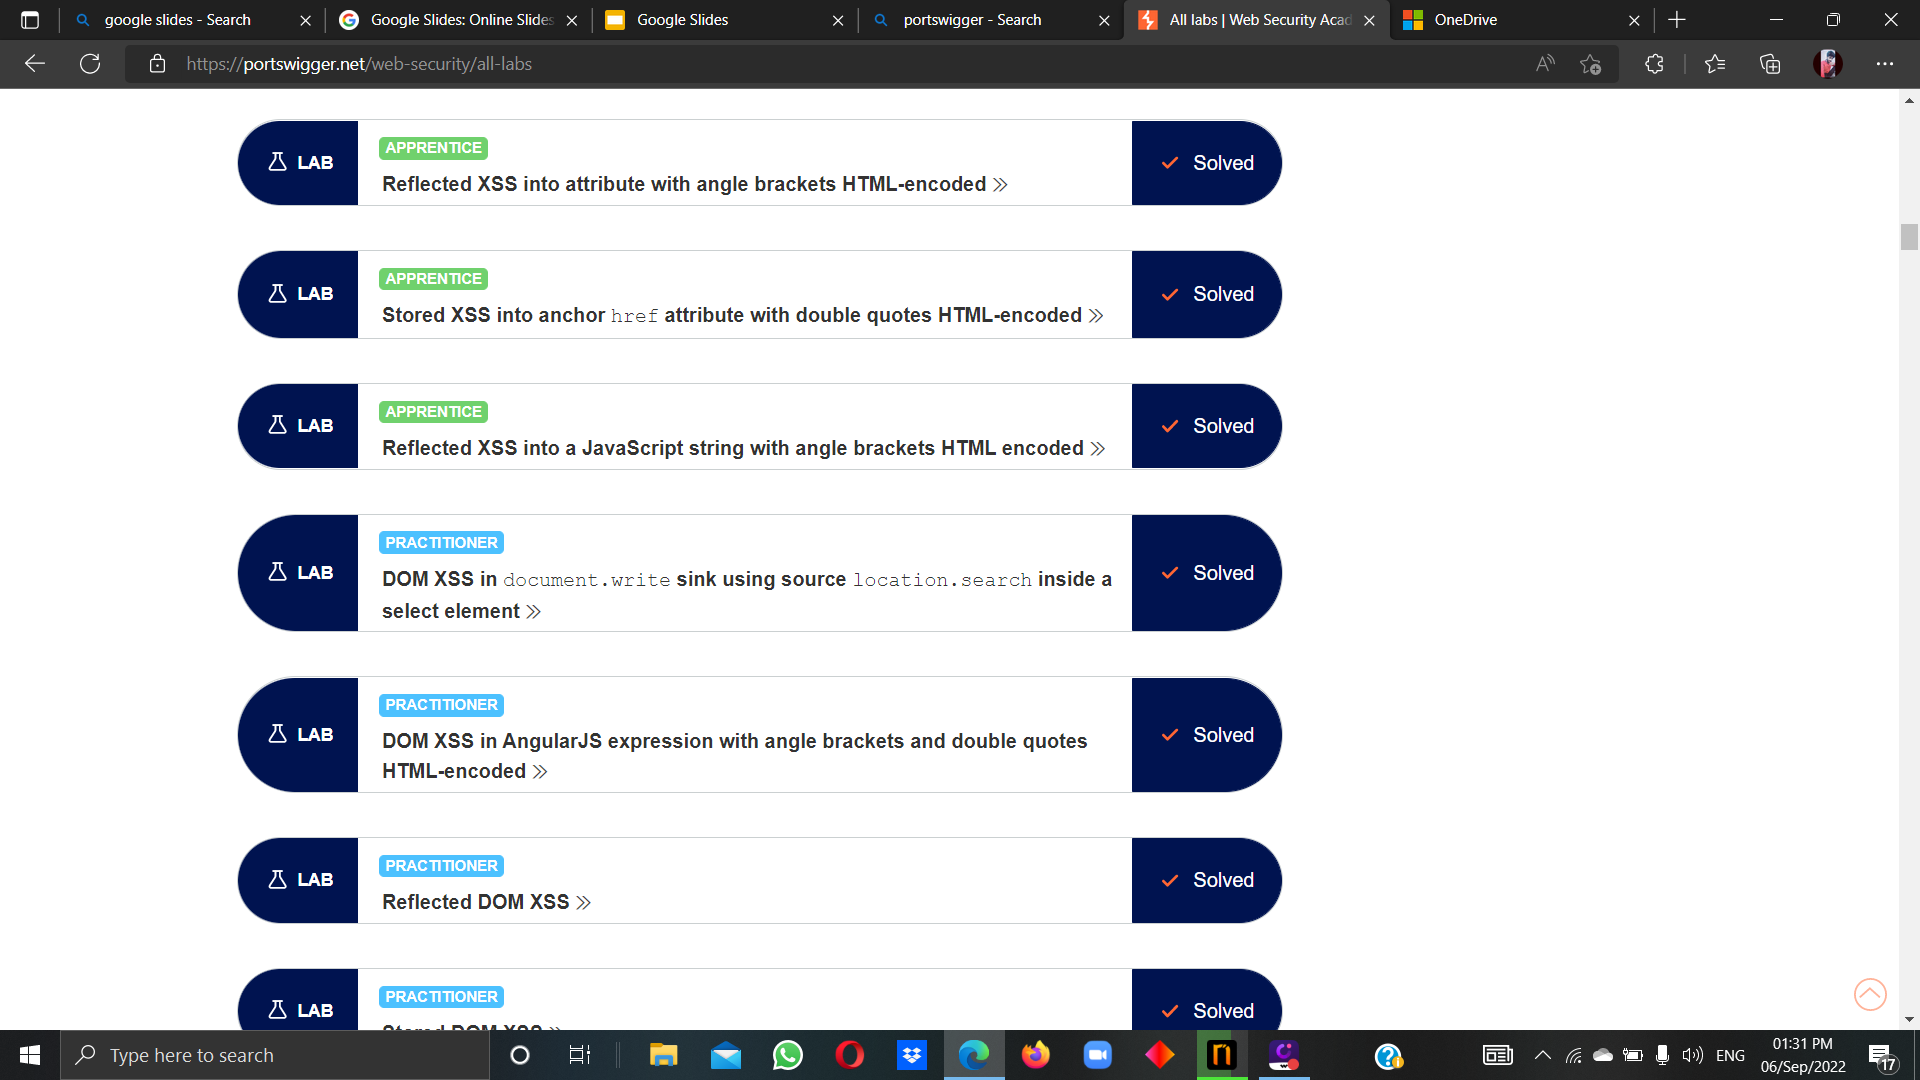 google slides - Search
Google Slides: Online Slides
Google Slides
portswigger - Search
All labs | Web Security Acad
OneDrive
https://portswigger.net/web-security/all-labs
LAB
APPRENTICE
Reflected XSS into attribute with angle brackets HTML-encoded
Solved
LAB
APPRENTICE
Stored XSS into anchor href attribute with double quotes HTML-encoded
Solved
LAB
APPRENTICE
Reflected XSS into a JavaScript string with angle brackets HTML encoded
Solved
LAB
PRACTITIONER
DOM XSS in document.write sink using source location.search inside a
select element
Solved
LAB
PRACTITIONER
DOM XSS in AngularJS expression with angle brackets and double quotes
HTML-encoded
Solved
LAB
PRACTITIONER
Reflected DOM XSS
Solved
LAB
PRACTITIONER
Stored DOM XSS
Solved
Type here to search
ENG
01:31 PM
06/Sep/2022
17